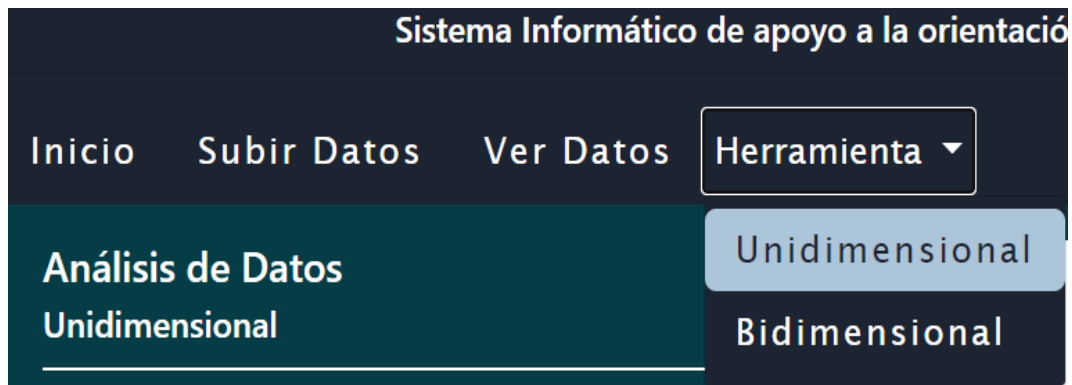 Sistema Informático de apoyo a la orientació
Inicio Subir Datos Ver Datos Herramienta
Unidimensional
Bidimensional
Análisis de Datos
Unidimensional